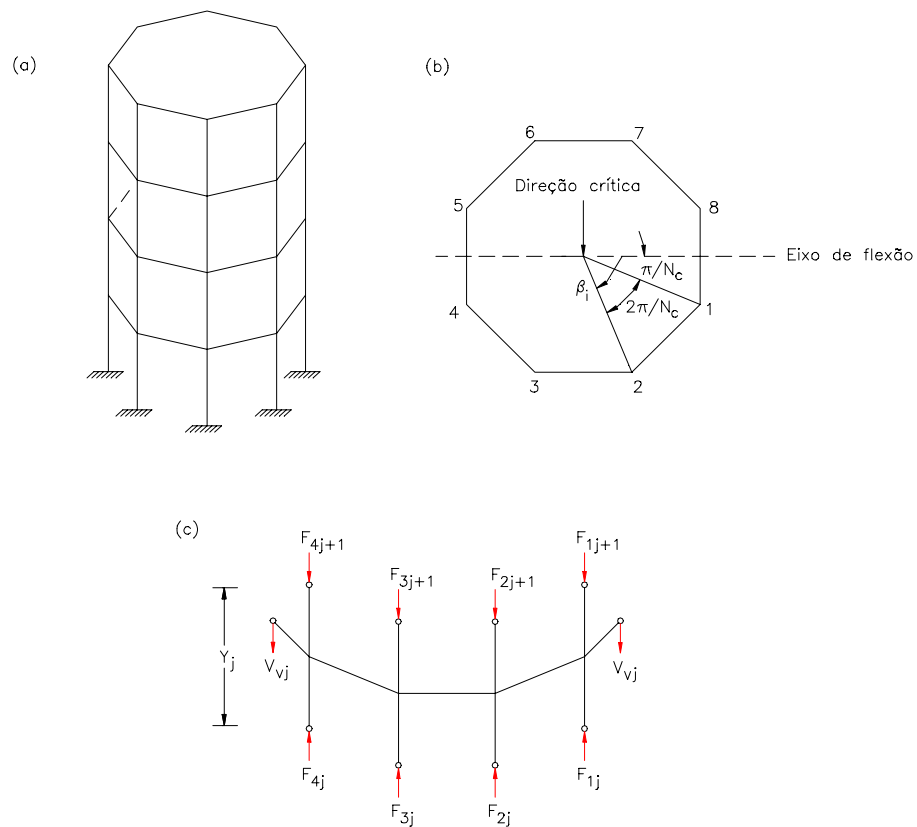 (a)
(b)
6
7
Direção crítica
5
8
Eixo de flexão
π/N_c
β_i
2π/N_c
4
1
3
2
(c)
F_4j+1
F_3j+1
F_2j+1
F_1j+1
Y_j
V_vj
V_vj
F_4j
F_3j
F_2j
F_1j